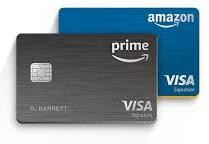 amazon
prime
VISA
Signature
D. BARRETT
VISA
Signature